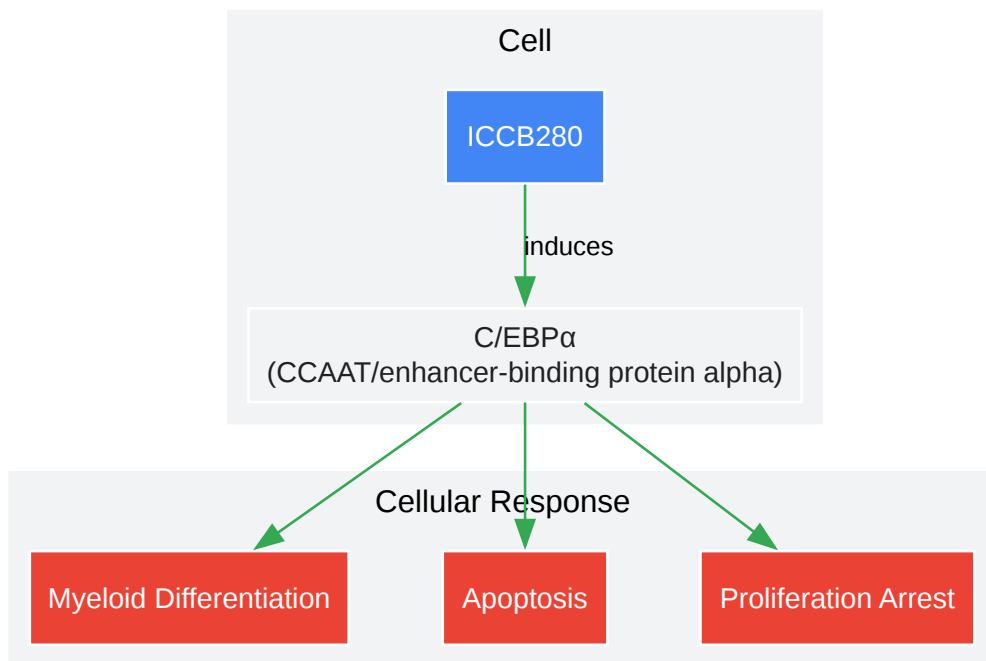 Cell
ICCB280
induces
C/EBPα
(CCAAT/enhancer-binding protein alpha)
Cellular Response
Myeloid Differentiation
Apoptosis
Proliferation Arrest